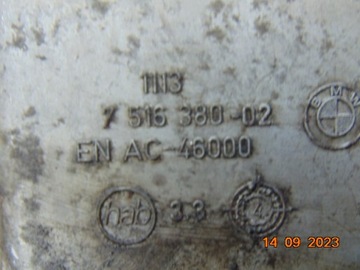 1113
7 516 380-02
BMW
EN AC-46000
hab 3.3
14 09 2023